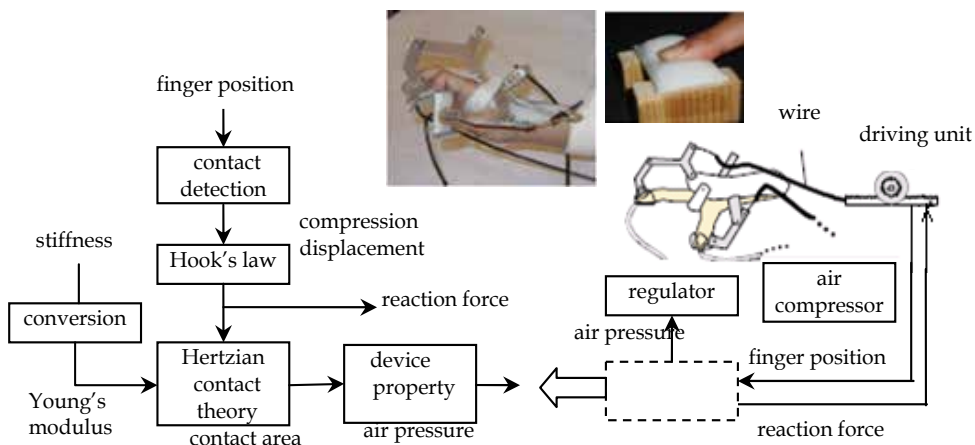 finger position
contact
detection
compression
displacement
stiffness
Hook's law
reaction force
conversion
Hertzian
contact
theory
device
property
Young's
modulus
contact area
air pressure
wire
driving unit
regulator
air
compressor
air pressure
finger position
reaction force